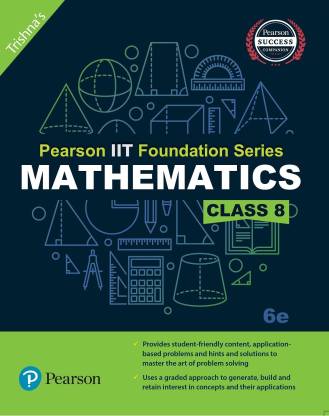 Trishna's
Pearson
SUCCESS
COMPANION
Pearson IIT Foundation Series
MATHEMATICS
CLASS 8
6e
✓ Provides student-friendly content, application-
based problems and hints and solutions to
master the art of problem solving
✓ Uses a graded approach to generate, build and
retain interest in concepts and their applications
Pearson